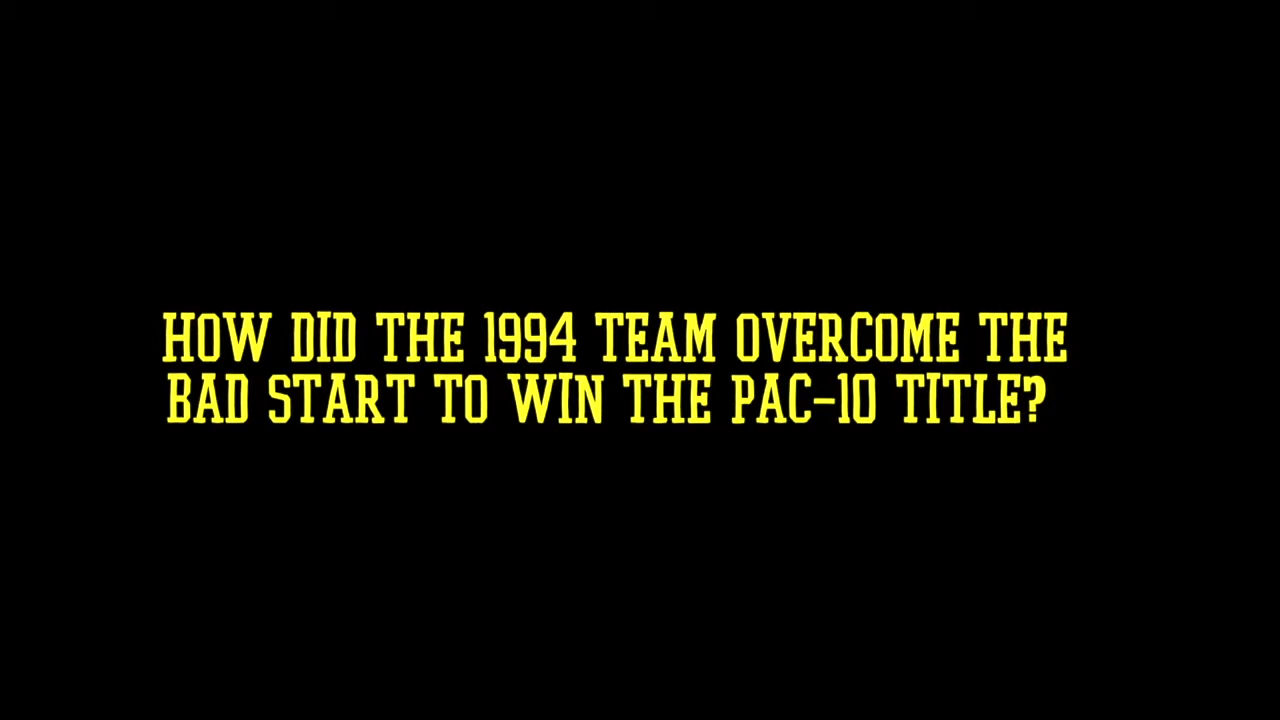 HOW DID THE 1994 TEAM OVERCOME THE
BAD START TO WIN THE PAC-10 TITLE?